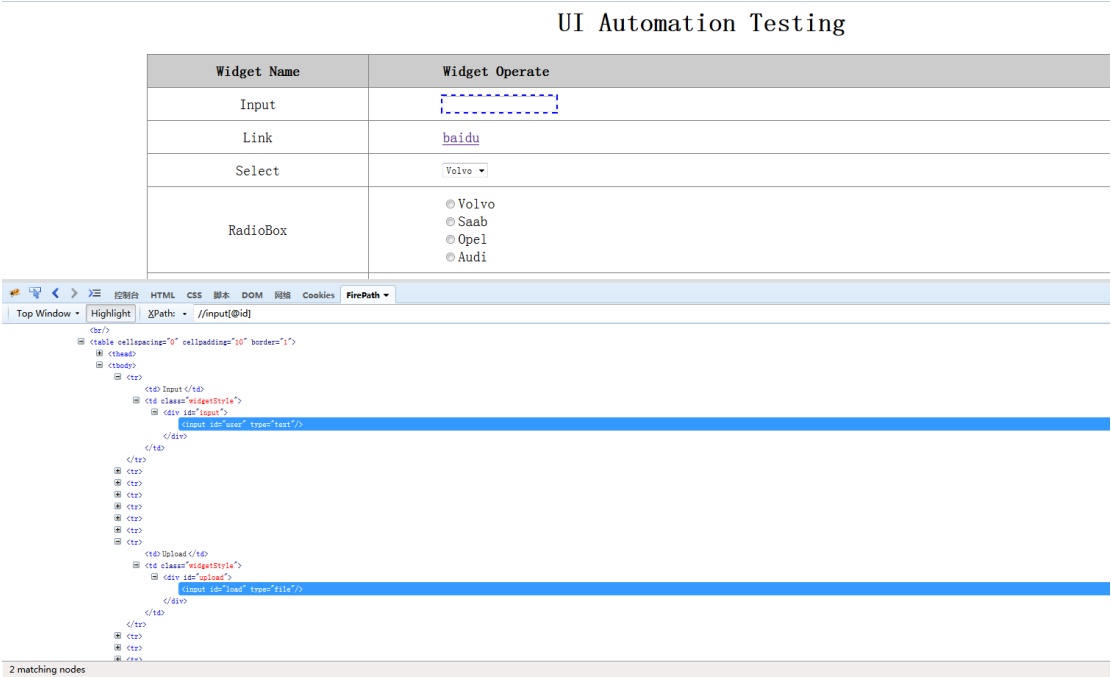 UI Automation Testing
Widget Name Widget Operate
Input
Link baidu
Select Volvo
RadioBox
Volvo
Saab
Opel
Audi
控制台 HTML CSS 脚本 DOM 网络 Cookies FirePath
Top Window Highlight XPath: //input[@id]
<br/>
<table cellspacing="0" cellpadding="10" border="1">
<thead>
<tbody>
<tr>
<td>Input</td>
<td class="widgetStyle">
<div id="input">
<input id="user" type="text"/>
</div>
</td>
</tr>
<tr>
<tr>
<tr>
<tr>
<tr>
<tr>
<tr>
<td>Upload</td>
<td class="widgetStyle">
<div id="upload">
<input id="load" type="file"/>
</div>
</td>
</tr>
<tr>
<tr>
<tr>
2 matching nodes